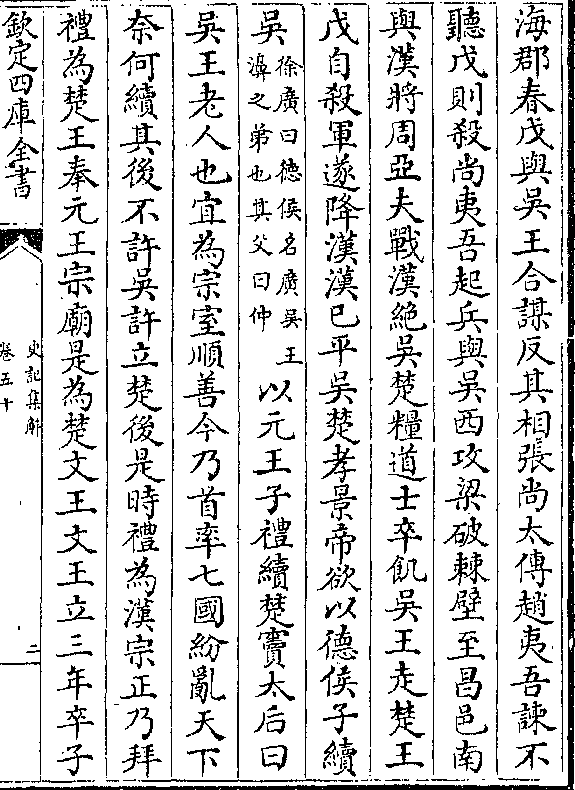 海郡春戊與吳王合謀反其相張尚太傅趙夷吾諫不
聽戊則殺尚夷吾起兵與吳西攻梁破棘壁至昌邑南
與漢將周亞夫戰漢絕吳楚糧道士卒飢吳王走楚王
戊自殺軍遂降漢漢已平吳楚孝景帝欲以德侯子續
吳徐廣曰德侯名廣吳王濞之弟也其父曰仲以元王子禮續楚竇太后曰
吳王老人也宜為宗室順善今乃首率七國紛亂天下
奈何續其後不許吳許立楚後是時禮為漢宗正乃拜
禮為楚王奉元王宗廟是為楚文王文王立三年卒子
欽定四庫全書
史記集解
卷五十
二